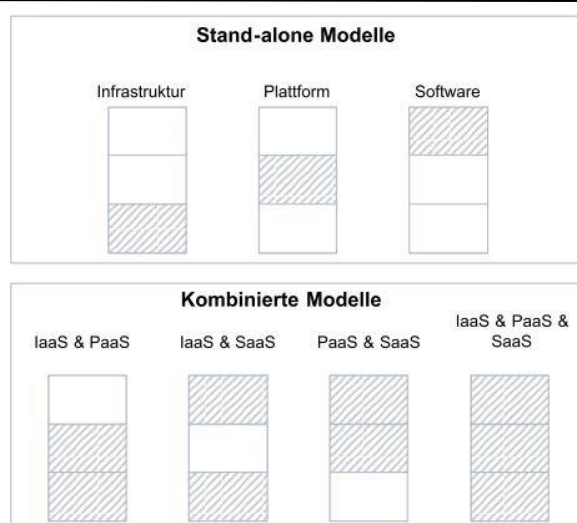 Stand-alone Modelle
Infrastruktur Plattform Software
Kombinierte Modelle
IaaS & PaaS IaaS & SaaS PaaS & SaaS IaaS & PaaS &
SaaS